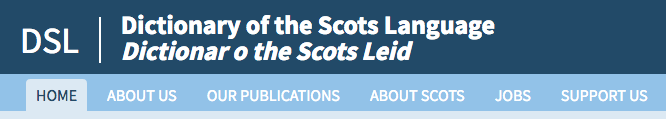 DSL
Dictionary of the Scots Language
Dictionar o the Scots Leid
HOME ABOUT US OUR PUBLICATIONS ABOUT SCOTS JOBS SUPPORT US